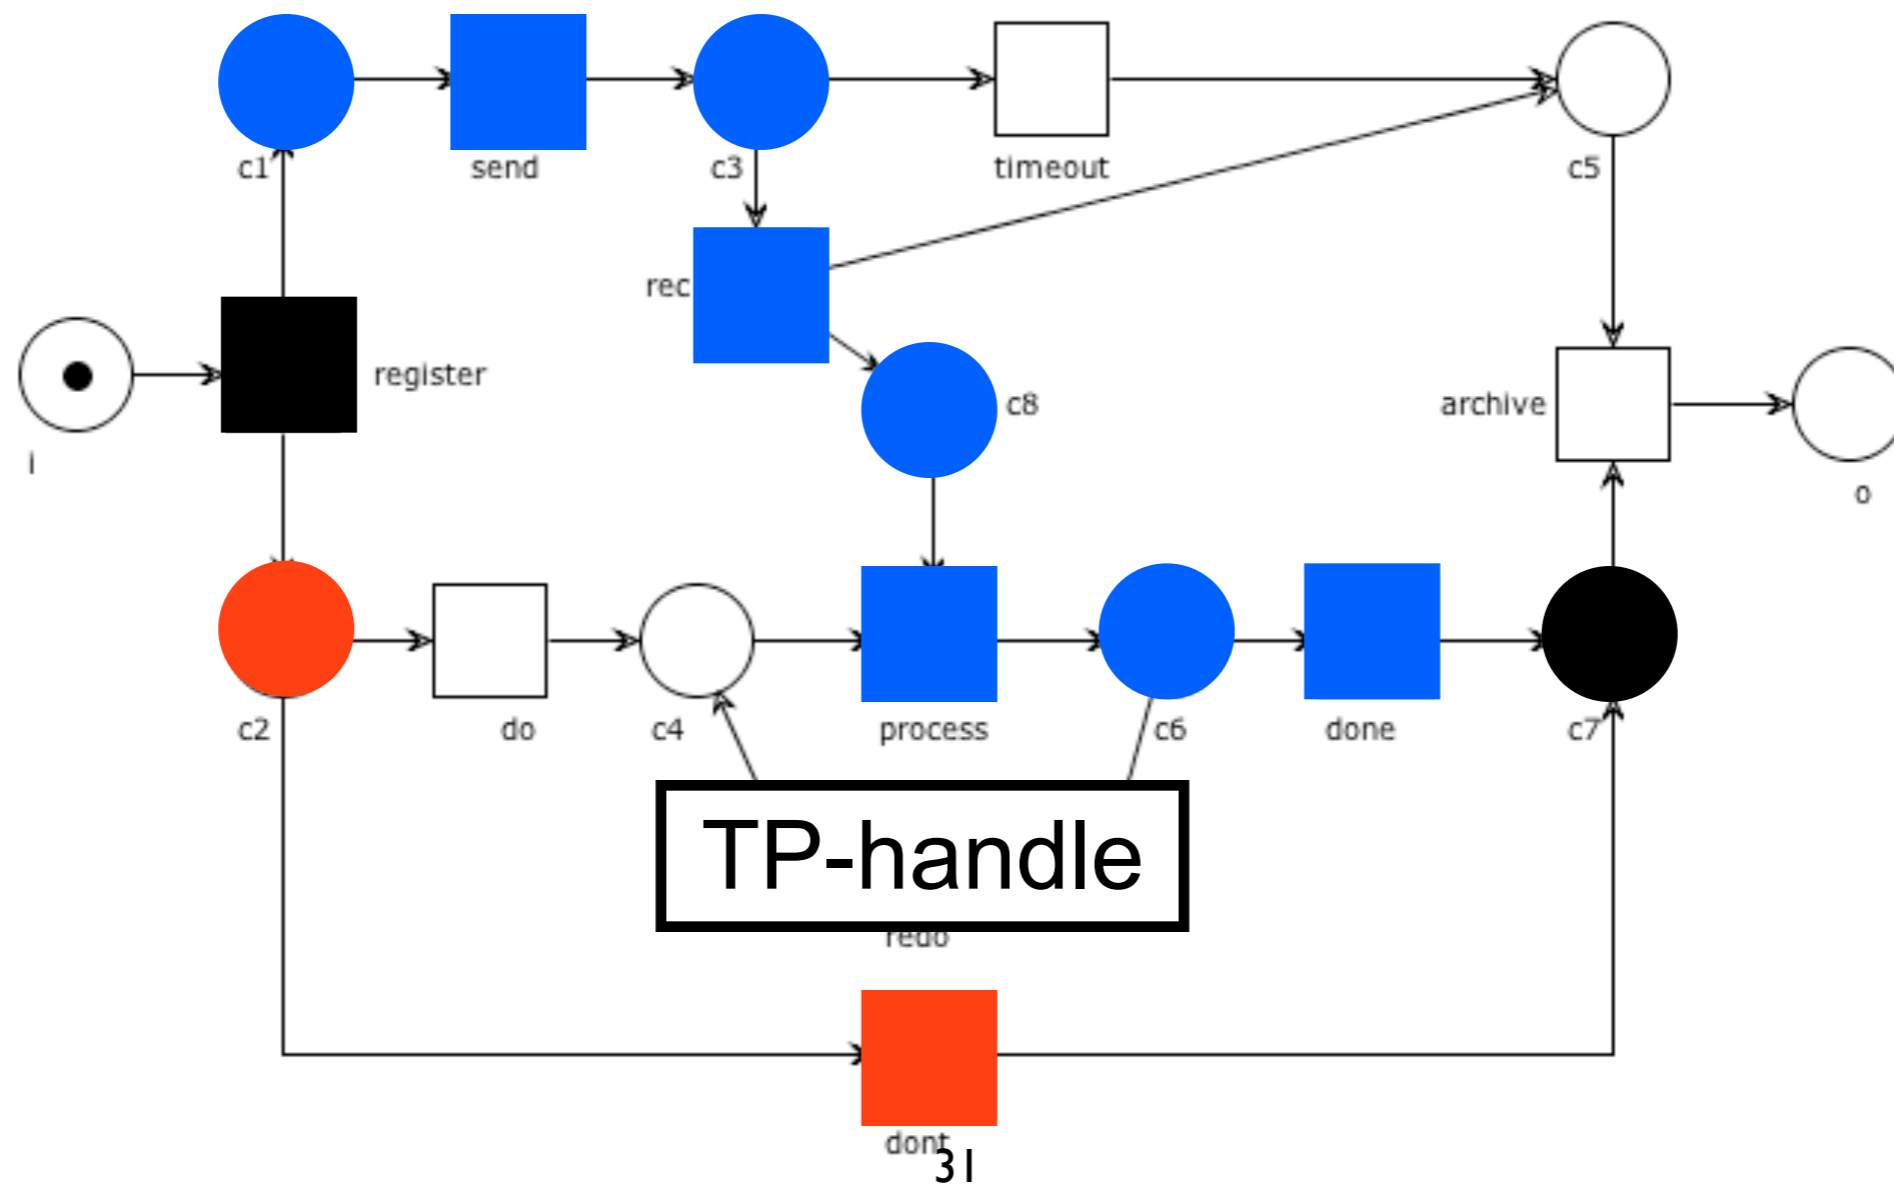 c1 send c3 timeout c5
rec
register
c8
archive
i
o
c2 do c4 process c6 done c7
TP-handle
redo
dont
31